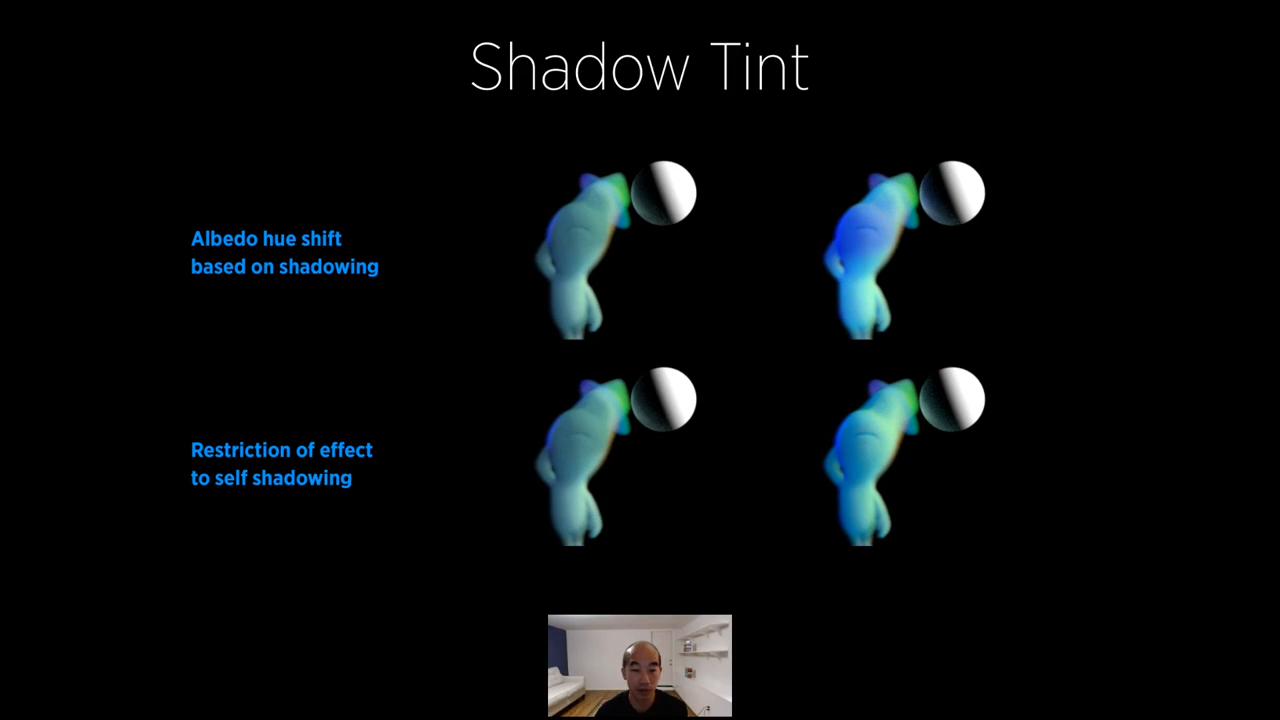 Shadow Tint
Albedo hue shift
based on shadowing
Restriction of effect
to self shadowing